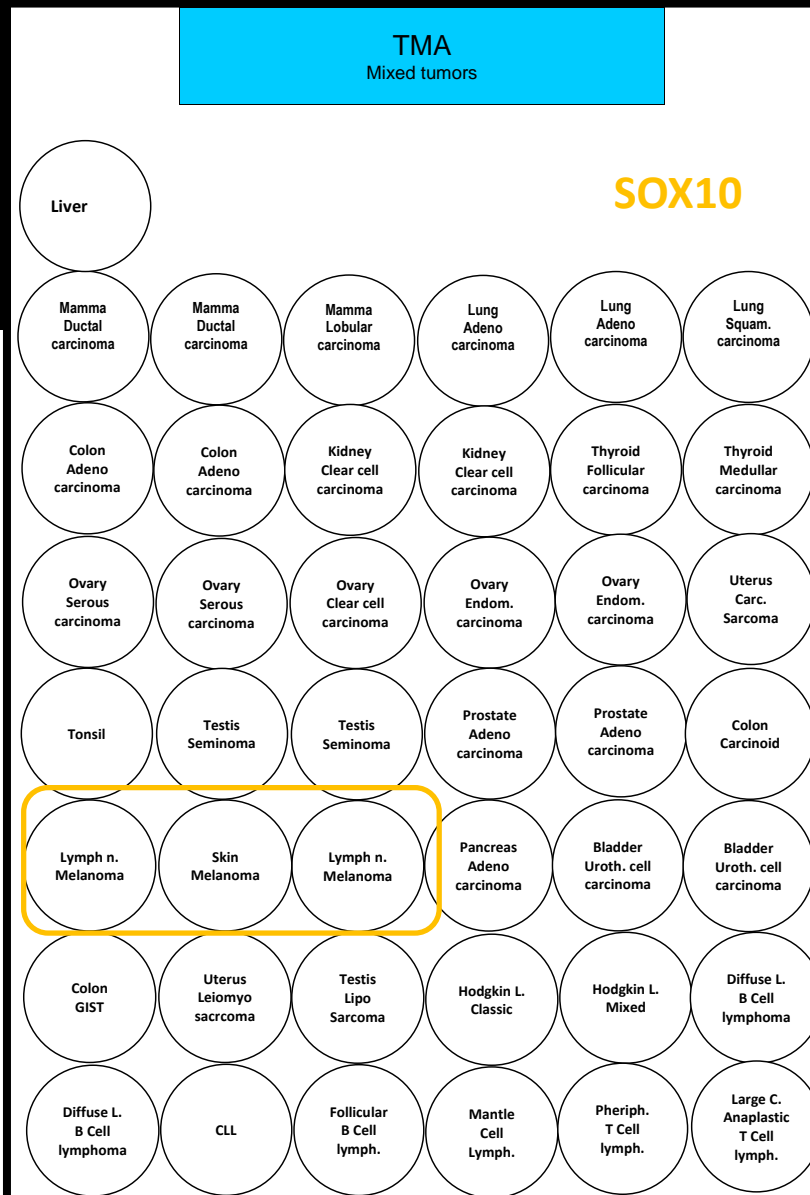 TMA
Mixed tumors
SOX10
Liver
Mamma
Ductal
carcinoma
Mamma
Ductal
carcinoma
Mamma
Lobular
carcinoma
Lung
Adeno
carcinoma
Lung
Adeno
carcinoma
Lung
Squam.
carcinoma
Colon
Adeno
carcinoma
Colon
Adeno
carcinoma
Kidney
Clear cell
carcinoma
Kidney
Clear cell
carcinoma
Thyroid
Follicular
carcinoma
Thyroid
Medullar
carcinoma
Ovary
Serous
carcinoma
Ovary
Serous
carcinoma
Ovary
Clear cell
carcinoma
Ovary
Endom.
carcinoma
Ovary
Endom.
carcinoma
Uterus
Carc.
Sarcoma
Tonsil
Testis
Seminoma
Testis
Seminoma
Prostate
Adeno
carcinoma
Prostate
Adeno
carcinoma
Colon
Carcinoid
Lymph n.
Melanoma
Skin
Melanoma
Lymph n.
Melanoma
Pancreas
Adeno
carcinoma
Bladder
Uroth. cell
carcinoma
Bladder
Uroth. cell
carcinoma
Colon
GIST
Uterus
Leiomyo
sacrcoma
Testis
Lipo
Sarcoma
Hodgkin L.
Classic
Hodgkin L.
Mixed
Diffuse L.
B Cell
lymphoma
Diffuse L.
B Cell
lymphoma
CLL
Follicular
B Cell
lymph.
Mantle
Cell
Lymph.
Pheriph.
T Cell
lymph.
Large C.
Anaplastic
T Cell
lymph.